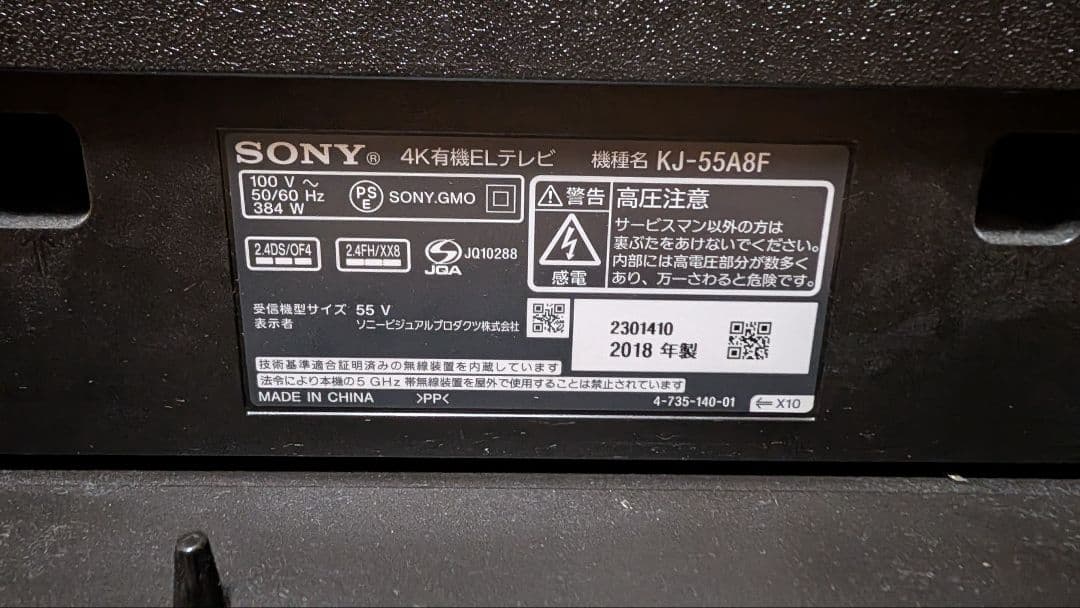 SONY® 4K有機ELテレビ 機種名 KJ-55A8F
100 V ～
50/60 Hz
384 W
PS
E
SONY.GMO
警告 高圧注意
感電
サービスマン以外の方は
裏ぶたをあけないでください。
内部には高電圧部分が数多く
あり、万一さわると危険です。
2.4DS/OF4
2.4FH/XX8
JQA
JQ10288
受信機型サイズ 55 V
表示者 ソニービジュアルプロダクツ株式会社
2301410
2018 年製
技術基準適合証明済みの無線装置を内蔵しています
法令により本機の5 GHz 帯無線装置を屋外で使用することは禁止されています
MADE IN CHINA >PP< 4-735-140-01 X10